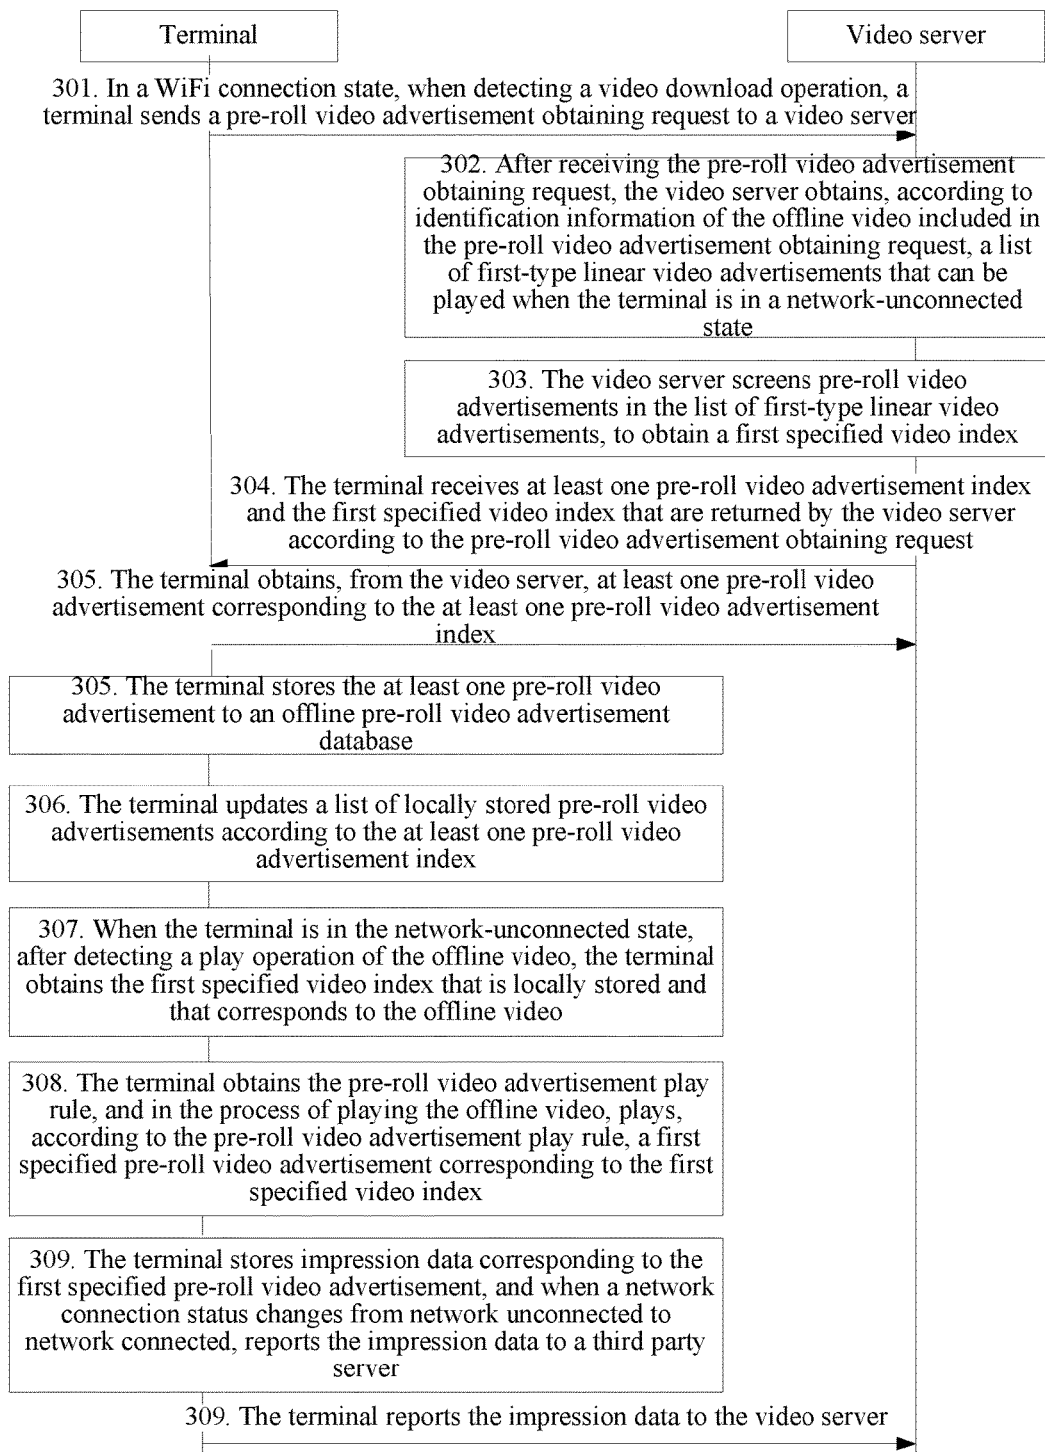 Terminal
Video server
301. In a WiFi connection state, when detecting a video download operation, a
terminal sends a pre-roll video advertisement obtaining request to a video server
302. After receiving the pre-roll video advertisement
obtaining request, the video server obtains, according to
identification information of the offline video included in
the pre-roll video advertisement obtaining request, a list
of first-type linear video advertisements that can be
played when the terminal is in a network-unconnected
state
303. The video server screens pre-roll video
advertisements in the list of first-type linear video
advertisements, to obtain a first specified video index
304. The terminal receives at least one pre-roll video advertisement index
and the first specified video index that are returned by the video server
according to the pre-roll video advertisement obtaining request
305. The terminal obtains, from the video server, at least one pre-roll video
advertisement corresponding to the at least one pre-roll video advertisement
index
305. The terminal stores the at least one pre-roll video
advertisement to an offline pre-roll video advertisement
database
306. The terminal updates a list of locally stored pre-roll video
advertisements according to the at least one pre-roll video
advertisement index
307. When the terminal is in the network-unconnected state,
after detecting a play operation of the offline video, the terminal
obtains the first specified video index that is locally stored and
that corresponds to the offline video
308. The terminal obtains the pre-roll video advertisement play
rule, and in the process of playing the offline video, plays,
according to the pre-roll video advertisement play rule, a first
specified pre-roll video advertisement corresponding to the first
specified video index
309. The terminal stores impression data corresponding to the
first specified pre-roll video advertisement, and when a network
connection status changes from network unconnected to
network connected, reports the impression data to a third party
server
309. The terminal reports the impression data to the video server